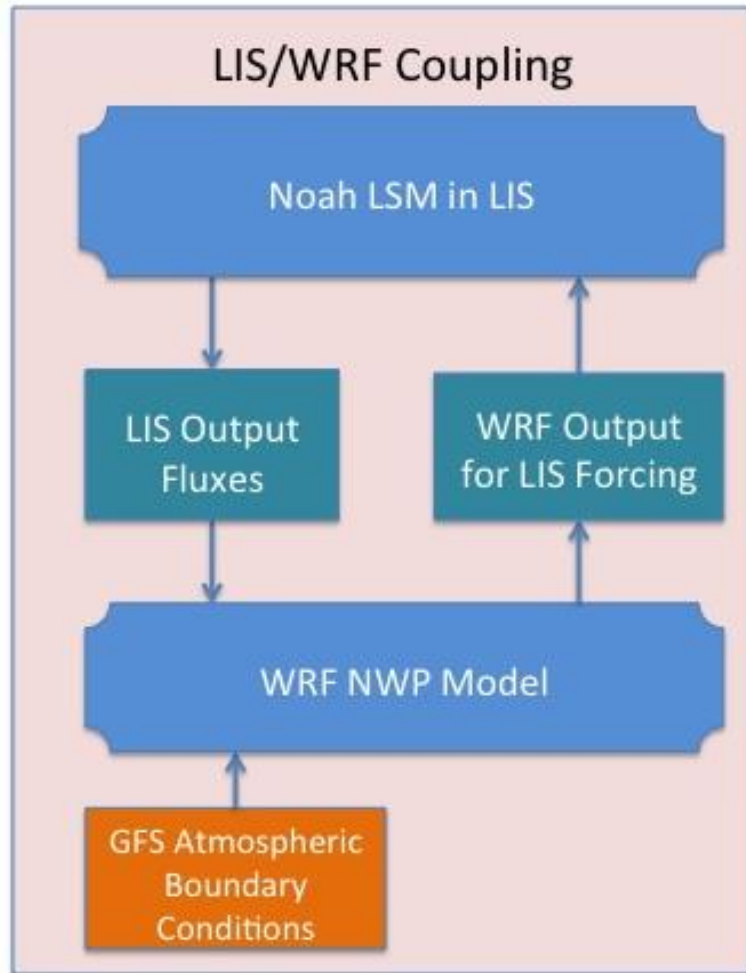 LIS/WRF Coupling
Noah LSM in LIS
LIS Output
Fluxes
WRF Output
for LIS Forcing
WRF NWP Model
GFS Atmospheric
Boundary
Conditions